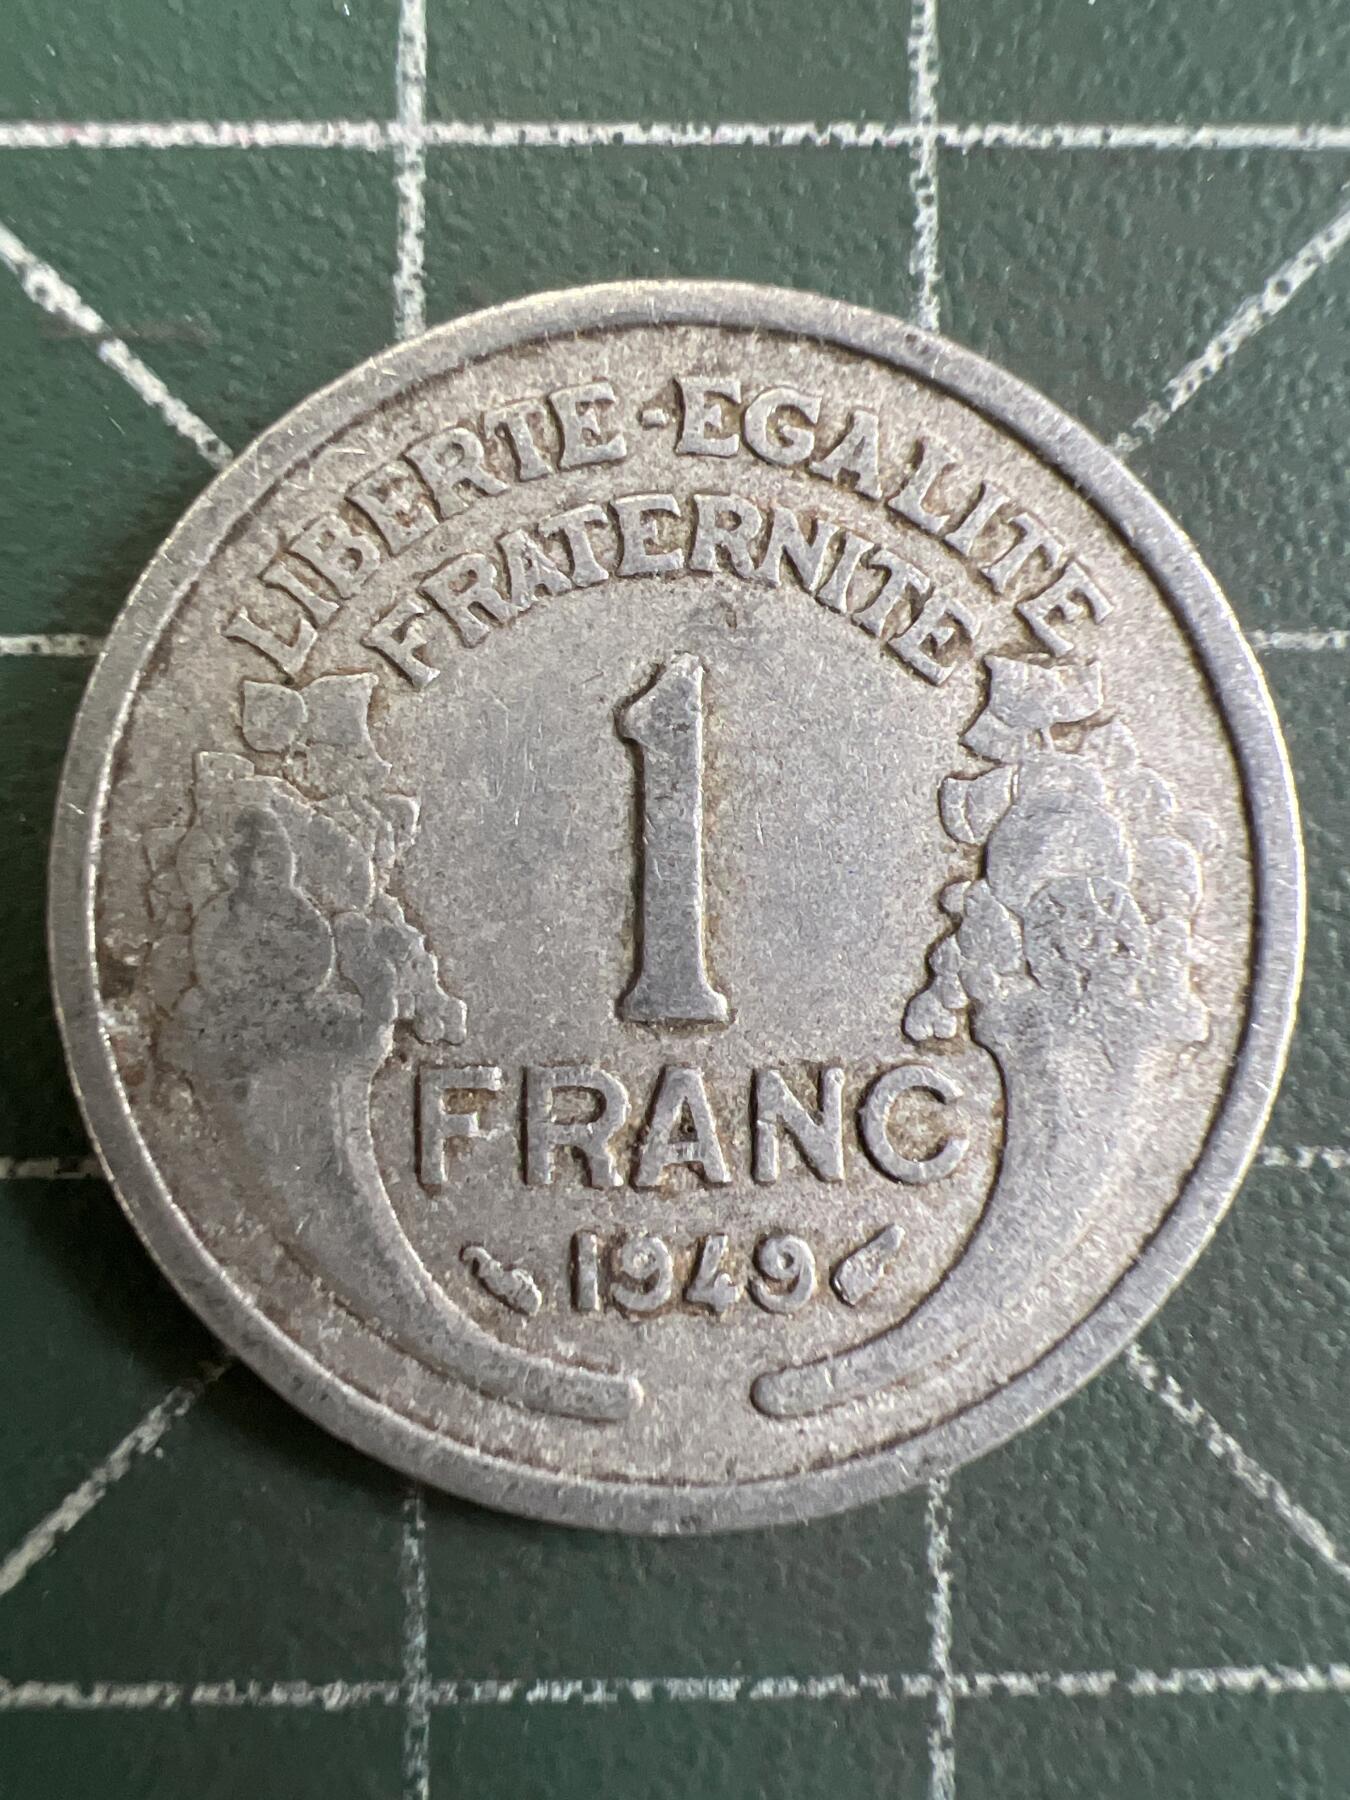 LIBERTE-EGALITE
FRATERNITE
1
FRANC
1949